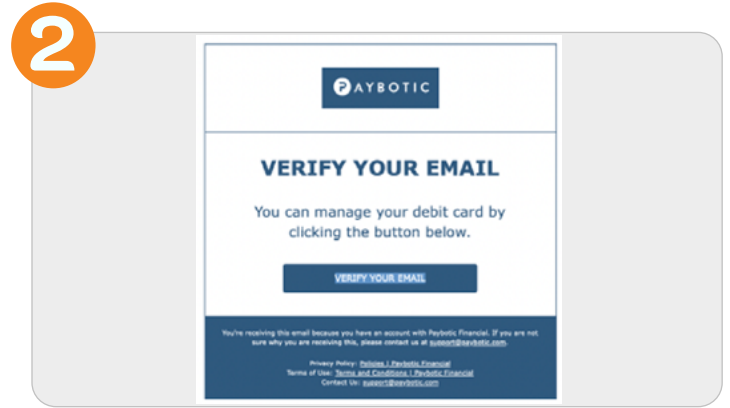 2
PAYBOTIC
VERIFY YOUR EMAIL
You can manage your debit card by
clicking the button below.
VERIFY YOUR EMAIL
You're receiving this email because you have an account with Paybotic Financial. If you are not
sure why you are receiving this, please contact us at support@paybotic.com.
Privacy Policy: Policies | Paybotic Financial
Terms of Use: Terms and Conditions | Paybotic Financial
Contact Us: support@paybotic.com